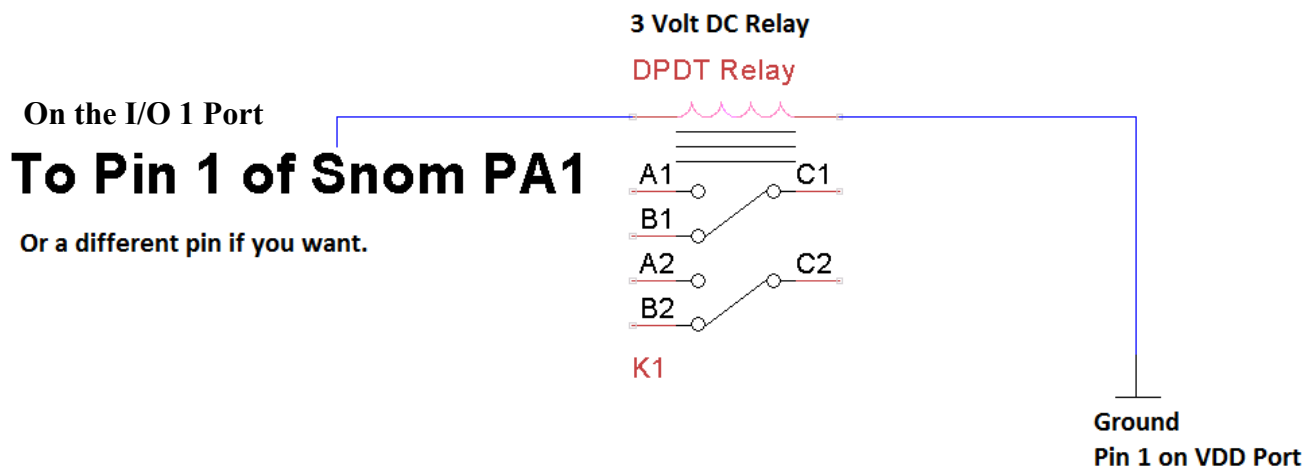 3 Volt DC Relay
DPDT Relay
On the I/O 1 Port
To Pin 1 of Snom PA1
Or a different pin if you want.
A1 C1
B1
A2 C2
B2
K1
Ground
Pin 1 on VDD Port